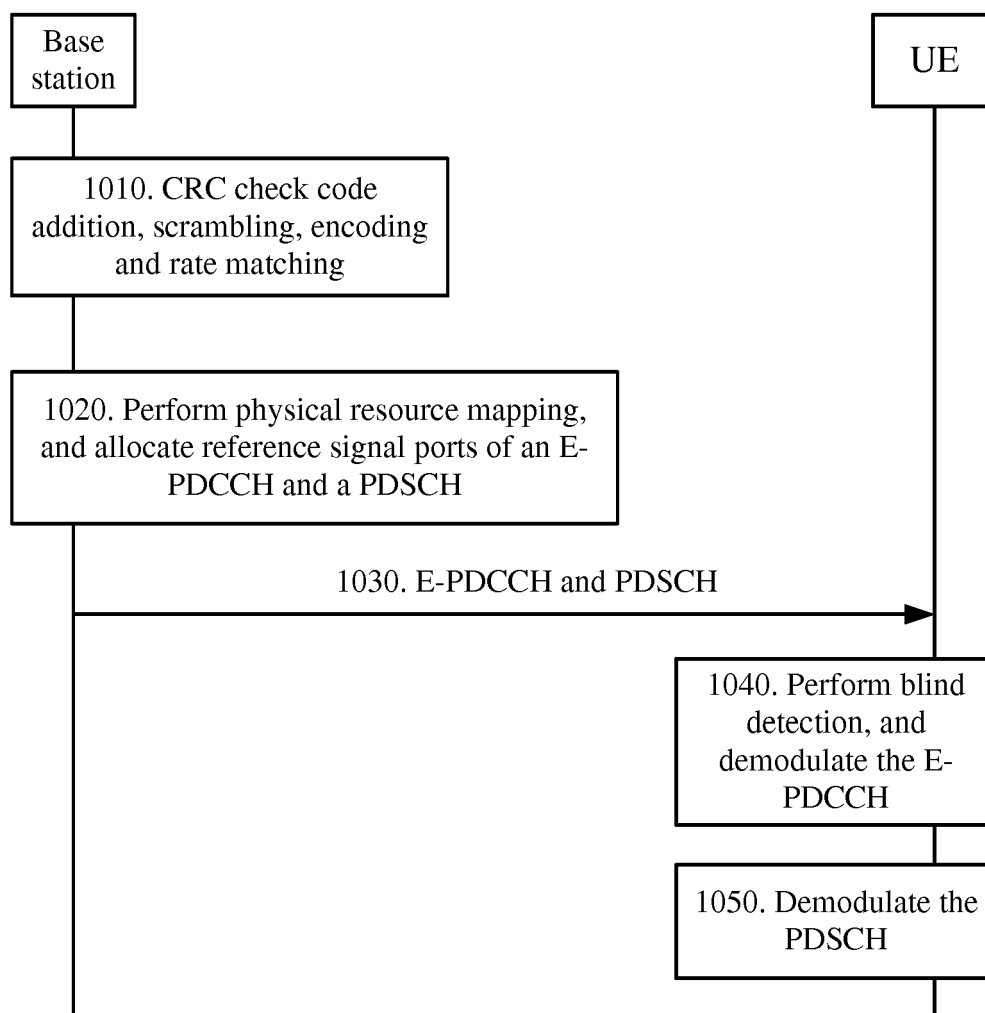 Base
station
UE
1010. CRC check code
addition, scrambling, encoding
and rate matching
1020. Perform physical resource mapping,
and allocate reference signal ports of an E-
PDCCH and a PDSCH
1030. E-PDCCH and PDSCH
1040. Perform blind
detection, and
demodulate the E-
PDCCH
1050. Demodulate the
PDSCH